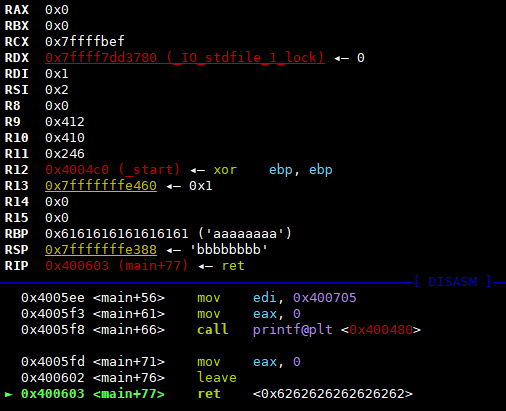 RAX 0x0
RBX 0x0
RCX 0x7ffffbef
RDX 0x7ffff7dd3780 (_IO_stdfile_1_lock) ◂— 0
RDI 0x1
RSI 0x2
R8 0x0
R9 0x412
R10 0x410
R11 0x246
R12 0x4004c0 (_start) ◂— xor ebp, ebp
R13 0x7fffffffe460 ◂— 0x1
R14 0x0
R15 0x0
RBP 0x6161616161616161 ('aaaaaaaa')
RSP 0x7fffffffe388 ◂— 'bbbbbbbb'
RIP 0x400603 (main+77) ◂— ret
[ DISASM ]
0x4005ee <main+56> mov edi, 0x400705
0x4005f3 <main+61> mov eax, 0
0x4005f8 <main+66> call printf@plt <0x400480>
0x4005fd <main+71> mov eax, 0
0x400602 <main+76> leave
► 0x400603 <main+77> ret <0x6262626262626262>